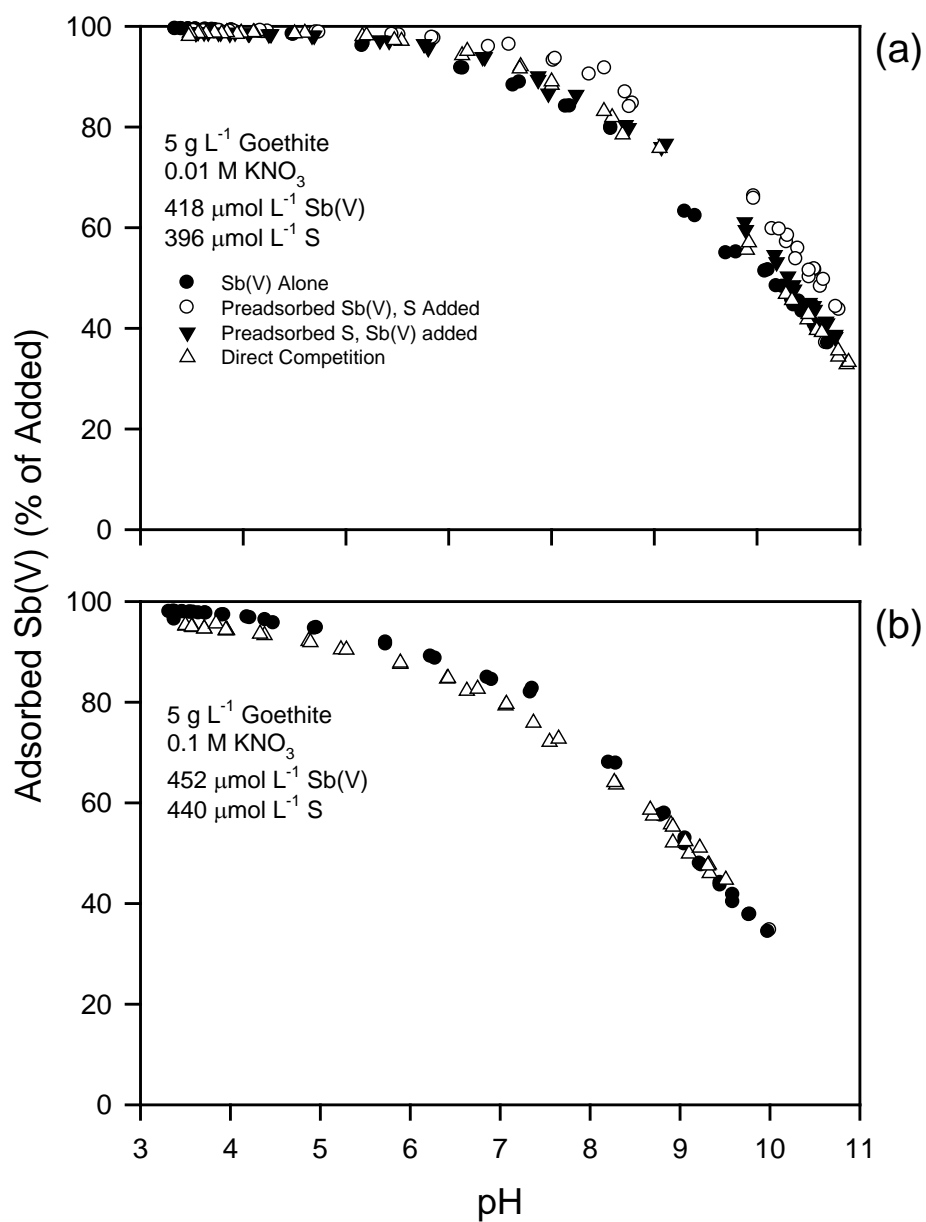 Adsorbed Sb(V) (% of Added)
(a)
100
80
60
40
20
0
5 g L⁻¹ Goethite
0.01 M KNO₃
418 μmol L⁻¹ Sb(V)
396 μmol L⁻¹ S
Sb(V) Alone
Preadsorbed Sb(V), S Added
Preadsorbed S, Sb(V) added
Direct Competition
(b)
100
80
60
40
20
0
5 g L⁻¹ Goethite
0.1 M KNO₃
452 μmol L⁻¹ Sb(V)
440 μmol L⁻¹ S
3 4 5 6 7 8 9 10 11
pH